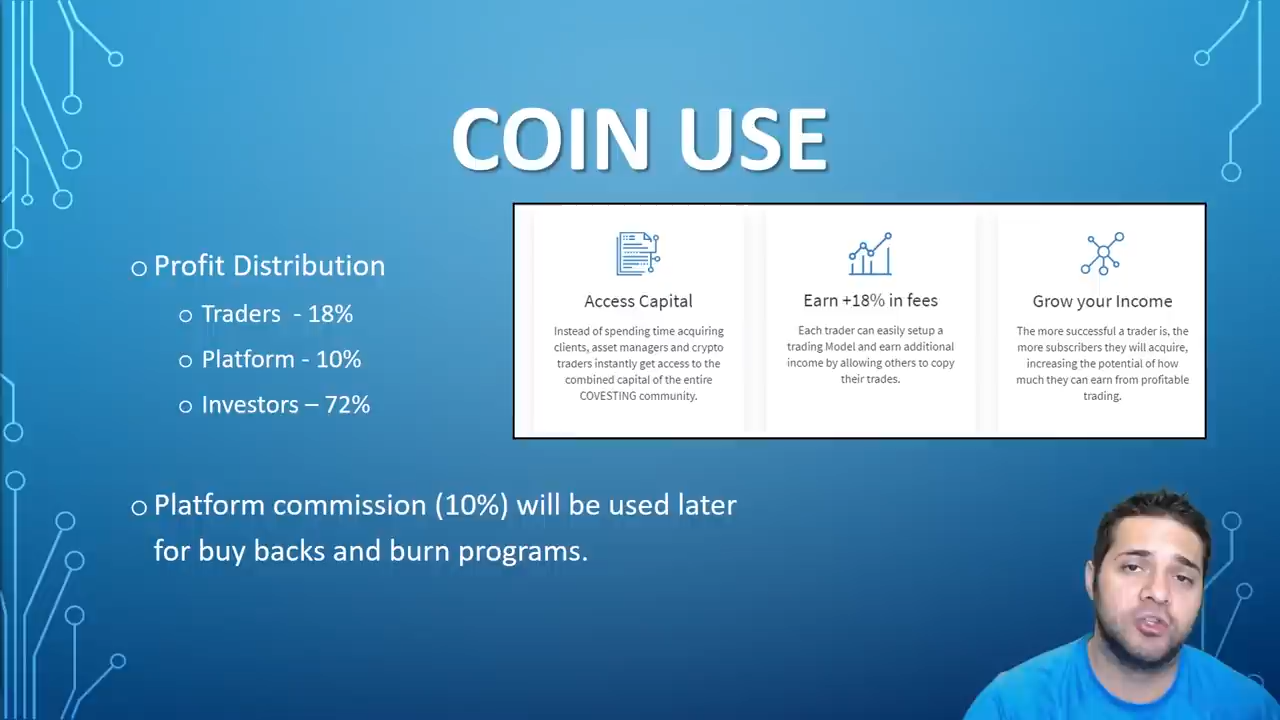 COIN USE
Profit Distribution
Traders - 18%
Platform - 10%
Investors – 72%
Platform commission (10%) will be used later
for buy backs and burn programs.
Access Capital
Instead of spending time acquiring
clients, asset managers and crypto
traders instantly get access to the
combined capital of the entire
COVESTING community.
Earn +18% in fees
Each trader can easily setup a
trading Model and earn additional
income by allowing others to copy
their trades.
Grow your Income
The more successful a trader is, the
more subscribers they will acquire,
increasing the potential of how
much they can earn from profitable
trading.